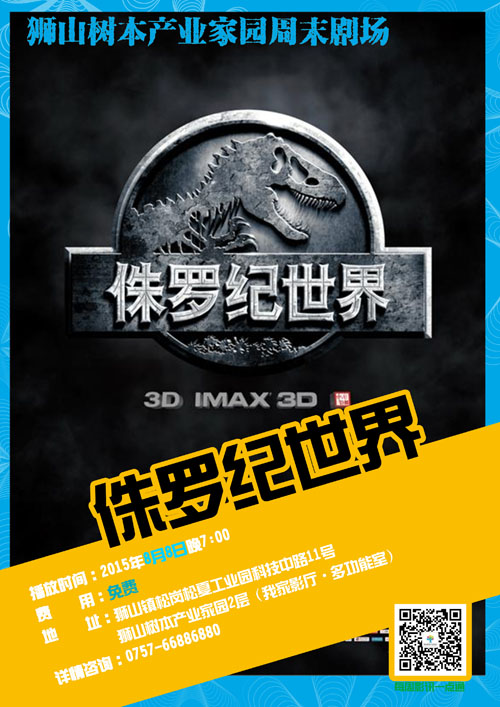 狮山树本产业家园周末剧场
侏罗纪世界
3D IMAX 3D
侏罗纪世界
播放时间：2015年8月8日晚7:00
费 用：免费
地 址：狮山镇松岗松夏工业园科技中路11号
狮山树本产业家园2层（我家影厅·多功能室）
详情咨询：0757-66886880